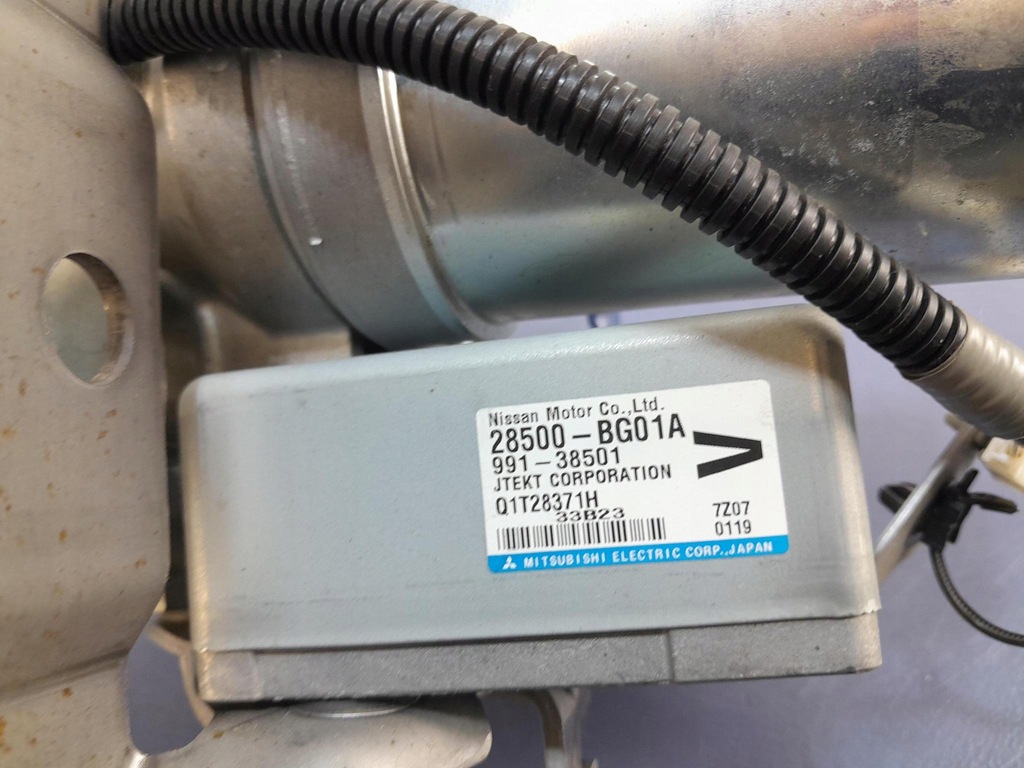 Nissan Motor Co.,Ltd.
28500-BG01A
991-38501
JTEKT CORPORATION
Q1T28371H
33B23
7Z07
0119
MITSUBISHI ELECTRIC CORP.,JAPAN